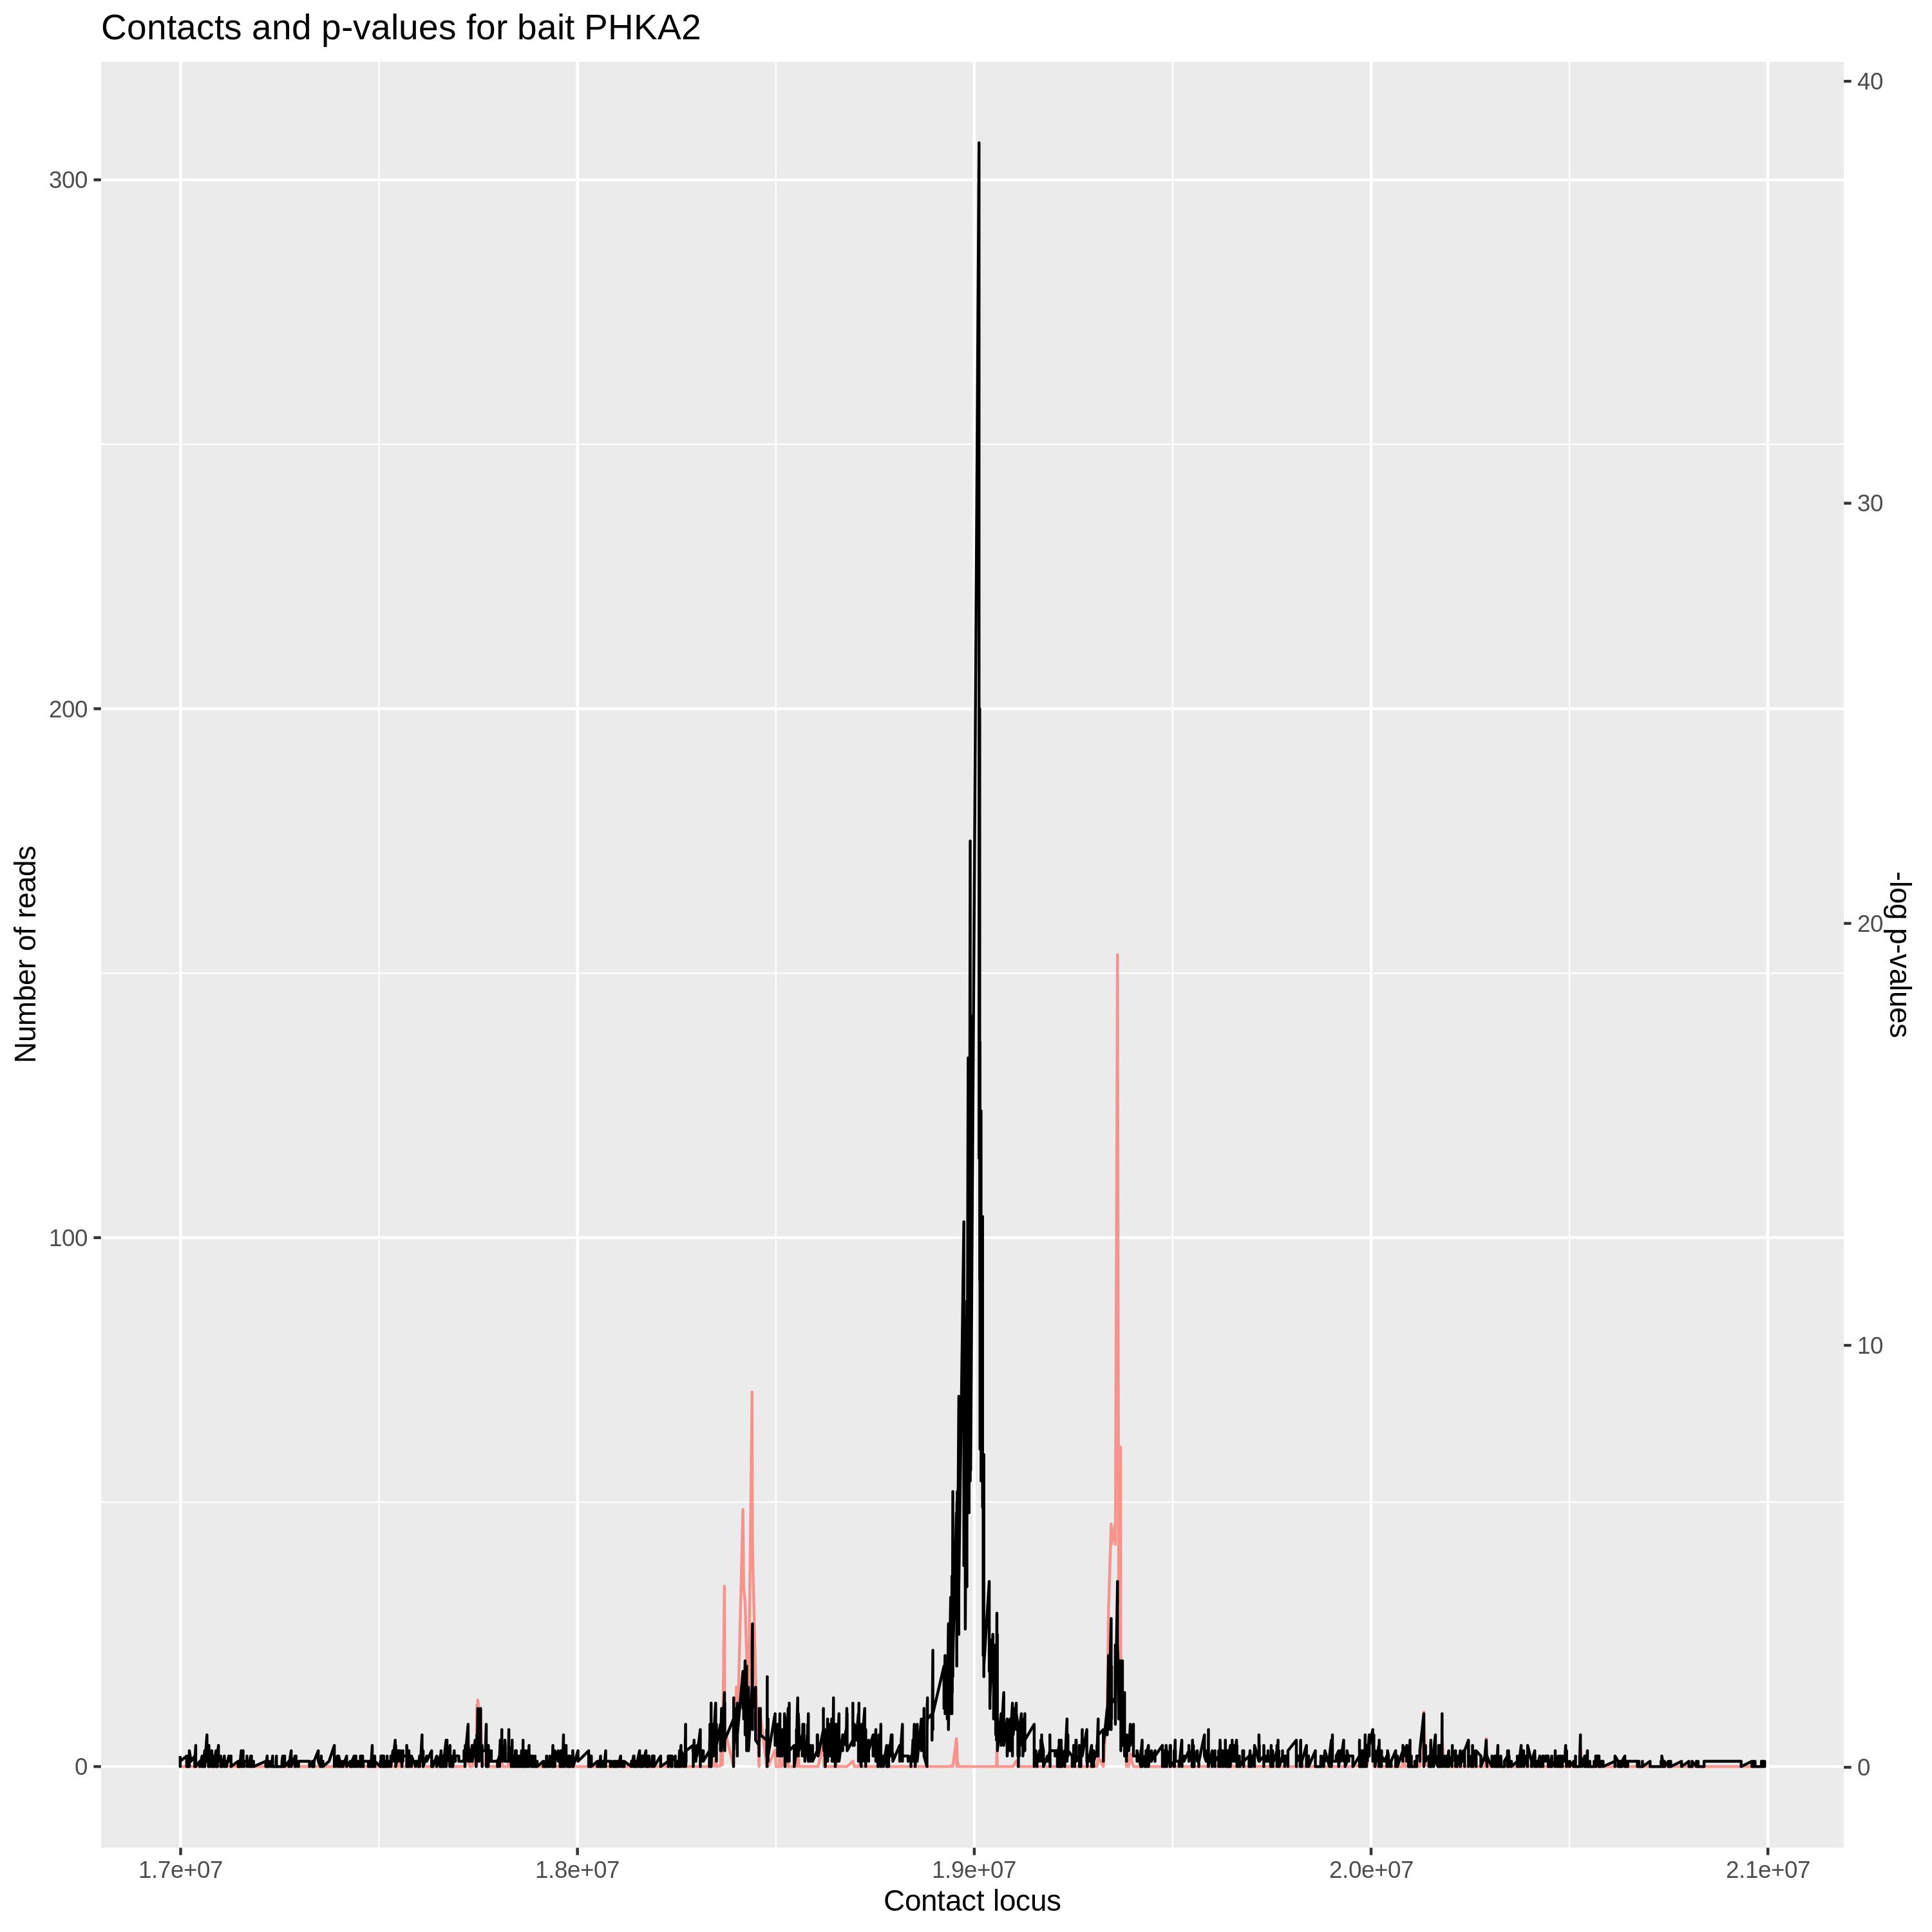 Contacts and p-values for bait PHKA2
Number of reads
300
200
100
0
40
30
20
10
0
-log p-values
1.7e+07
1.8e+07
1.9e+07
2.0e+07
2.1e+07
Contact locus